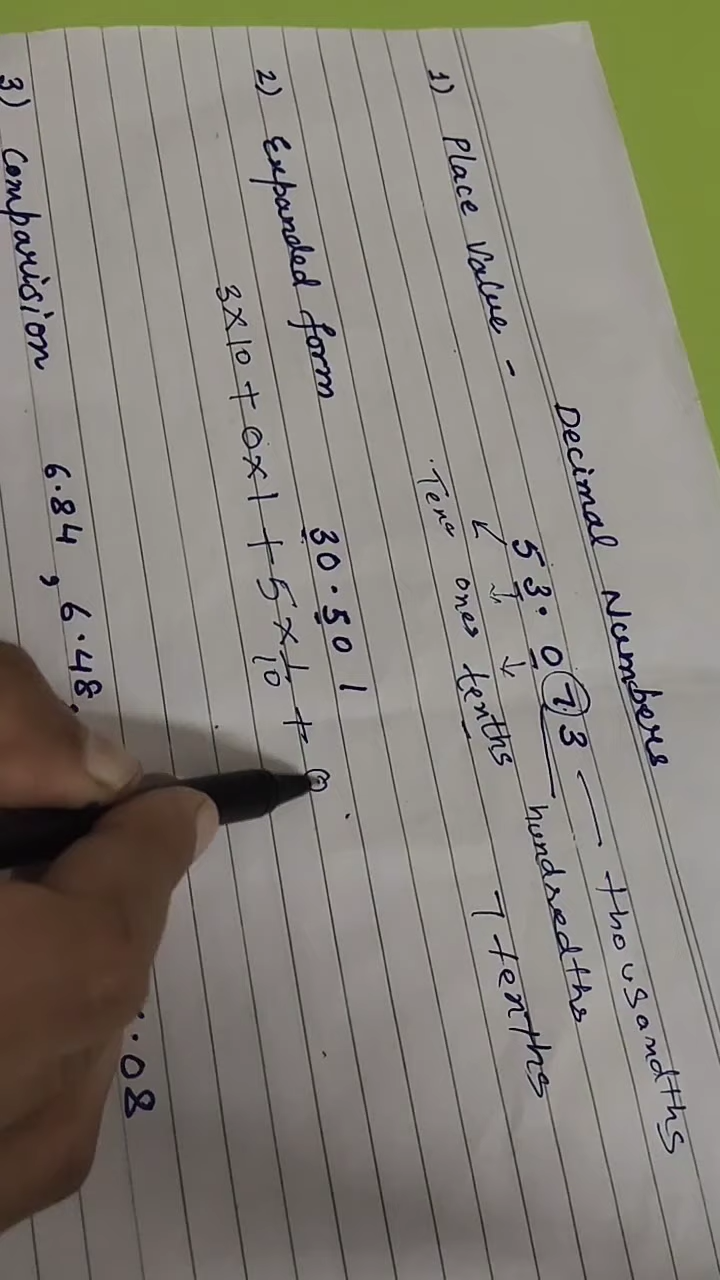 Decimal Numbers
1) Place Value - 53.073 — thousandths
hundredths
Tens ones tenths 7 tenths
2) Expanded form 30.501
3×10 + 0×1 + 5×1/10 + 0
3) Comparision 6.84, 6.48,
.08